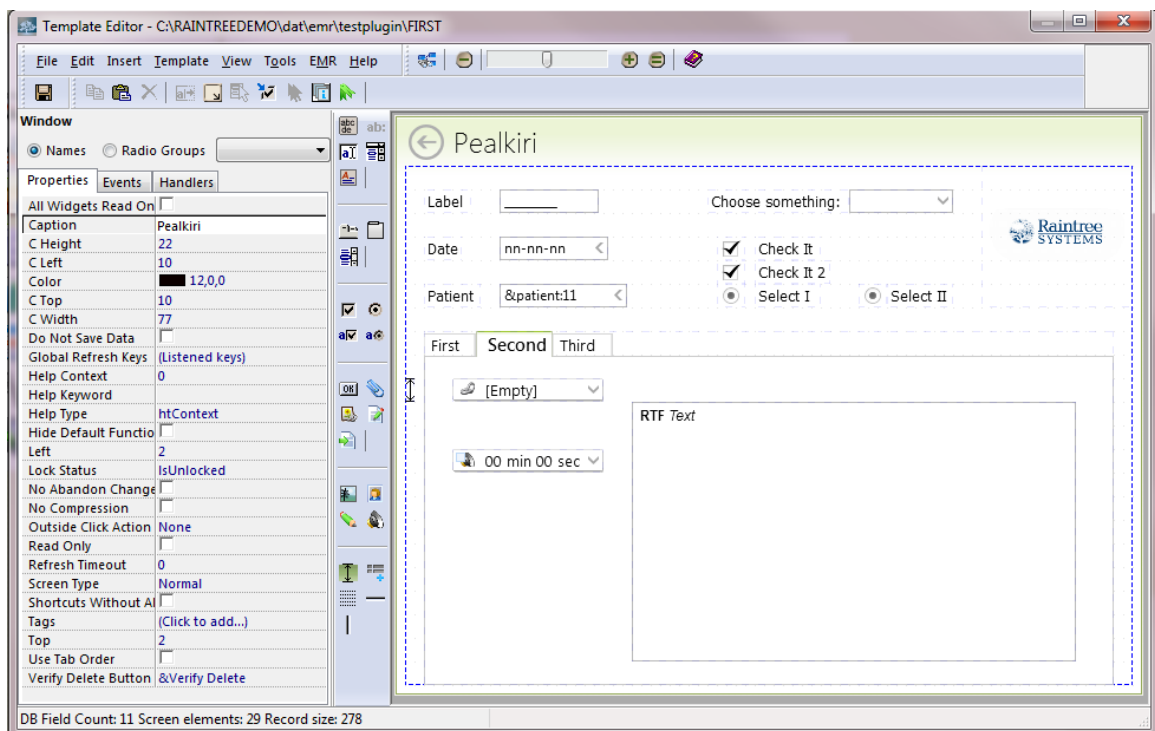 Template Editor - C:\RAINTREEDEMO\dat\emr\testplugin\FIRST
File Edit Insert Template View Tools EMR Help
Window
Names Radio Groups
Properties Events Handlers
All Widgets Read On
Caption Pealkiri
C Height 22
C Left 10
Color 12,0,0
C Top 10
C Width 77
Do Not Save Data
Global Refresh Keys (Listened keys)
Help Context 0
Help Keyword
Help Type htContext
Hide Default Functio
Left 2
Lock Status IsUnlocked
No Abandon Change
No Compression
Outside Click Action None
Read Only
Refresh Timeout 0
Screen Type Normal
Shortcuts Without Al
Tags (Click to add...)
Top 2
Use Tab Order
Verify Delete Button &Verify Delete
abc de ab:
aI
A
OK
Pealkiri
Label Choose something:
Raintree
SYSTEMS
Date nn-nn-nn < Check It
Check It 2
Patient &patient:11 < Select I Select II
First Second Third
[Empty]
RTF Text
00 min 00 sec
DB Field Count: 11 Screen elements: 29 Record size: 278